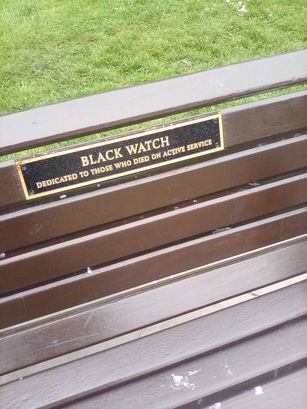 BLACK WATCH
DEDICATED TO THOSE WHO DIED ON ACTIVE SERVICE